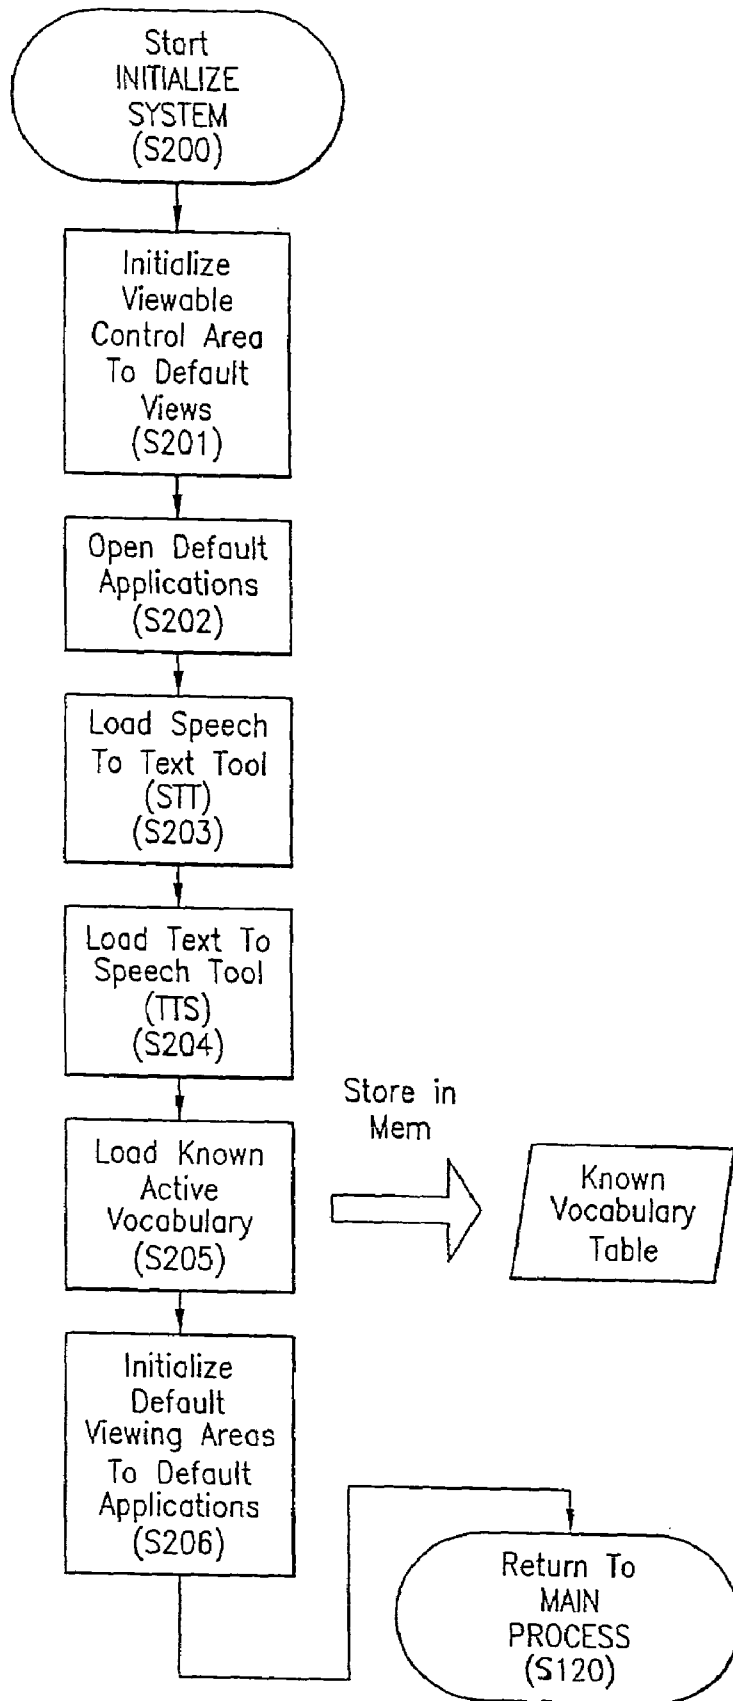 Start
INITIALIZE
SYSTEM
(S200)
Initialize
Viewable
Control Area
To Default
Views
(S201)
Open Default
Applications
(S202)
Load Speech
To Text Tool
(STT)
(S203)
Load Text To
Speech Tool
(TTS)
(S204)
Load Known
Active
Vocabulary
(S205)
Store in
Mem
Known
Vocabulary
Table
Initialize
Default
Viewing Areas
To Default
Applications
(S206)
Return To
MAIN
PROCESS
(S120)